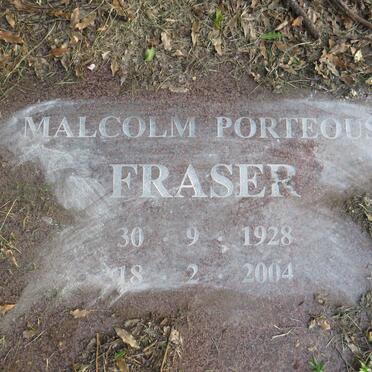 MALCOLM PORTEOUS
FRASER
30 · 9 · 1928
18 · 2 · 2004